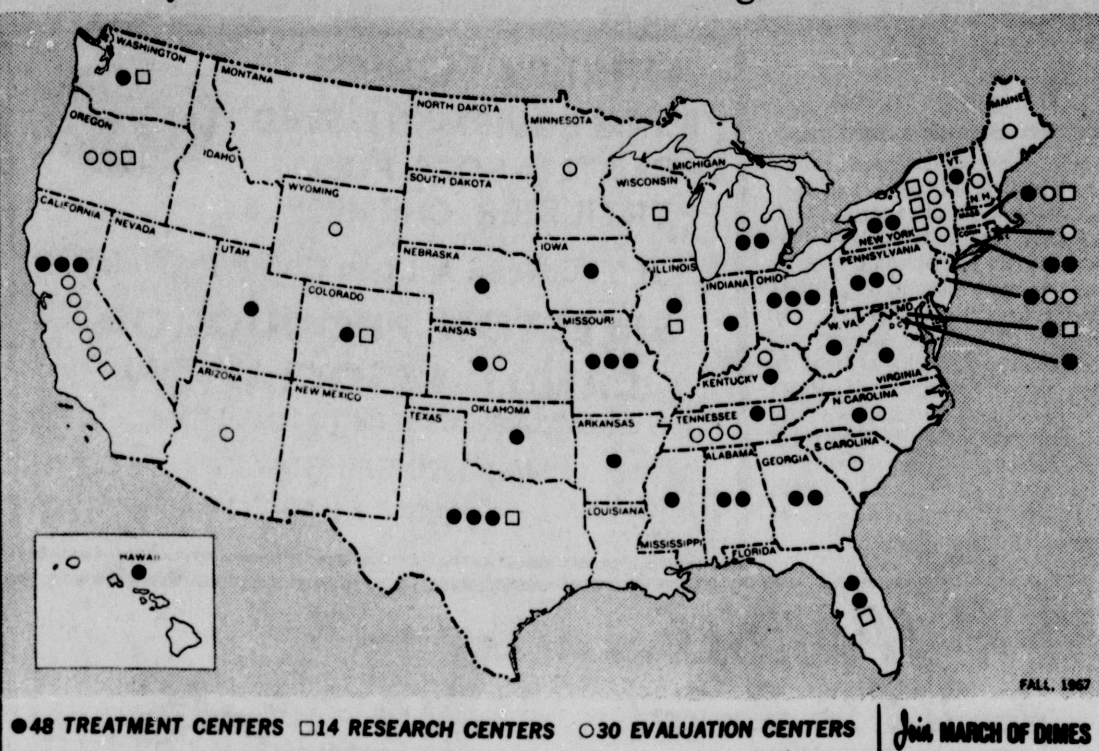 WASHINGTON
MONTANA
NORTH DAKOTA
MINNESOTA
MAINE
OREGON
IDAHO
VT.
N.H.
MICHIGAN
WISCONSIN
SOUTH DAKOTA
WYOMING
MASS
CONN
CALIFORNIA
NEVADA
UTAH
NEBRASKA
IOWA
NEW YORK
PENNSYLVANIA
ILLINOIS
INDIANA
OHIO
COLORADO
KANSAS
MISSOURI
W. VA.
MD.
D C
KENTUCKY
VIRGINIA
ARIZONA
NEW MEXICO
TEXAS
OKLAHOMA
ARKANSAS
TENNESSEE
N CAROLINA
S CAROLINA
ALABAMA
GEORGIA
LOUISIANA
MISSISSIPPI
FLORIDA
HAWAII
FALL, 1967
48 TREATMENT CENTERS 14 RESEARCH CENTERS 30 EVALUATION CENTERS
Join MARCH OF DIMES